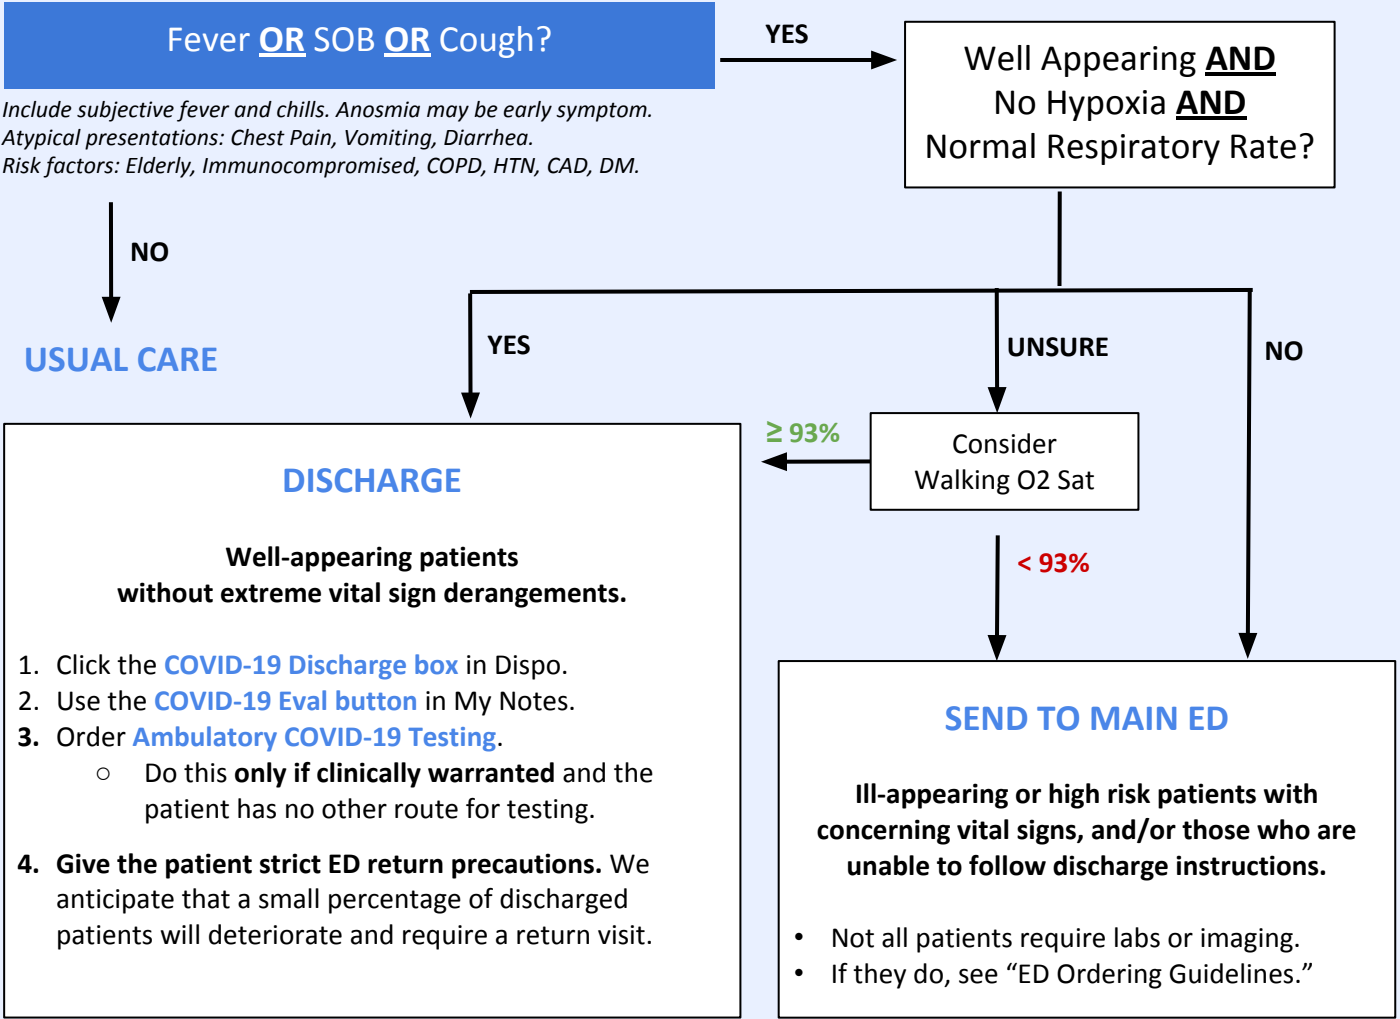 Fever OR SOB OR Cough?
YES
Well Appearing AND
No Hypoxia AND
Normal Respiratory Rate?
Include subjective fever and chills. Anosmia may be early symptom.
Atypical presentations: Chest Pain, Vomiting, Diarrhea.
Risk factors: Elderly, Immunocompromised, COPD, HTN, CAD, DM.
NO
USUAL CARE
YES
UNSURE
NO
≥ 93%
Consider
Walking O2 Sat
< 93%
DISCHARGE
Well-appearing patients
without extreme vital sign derangements.
1. Click the COVID-19 Discharge box in Dispo.
2. Use the COVID-19 Eval button in My Notes.
3. Order Ambulatory COVID-19 Testing.
○ Do this only if clinically warranted and the
patient has no other route for testing.
4. Give the patient strict ED return precautions. We
anticipate that a small percentage of discharged
patients will deteriorate and require a return visit.
SEND TO MAIN ED
Ill-appearing or high risk patients with
concerning vital signs, and/or those who are
unable to follow discharge instructions.
• Not all patients require labs or imaging.
• If they do, see “ED Ordering Guidelines.”